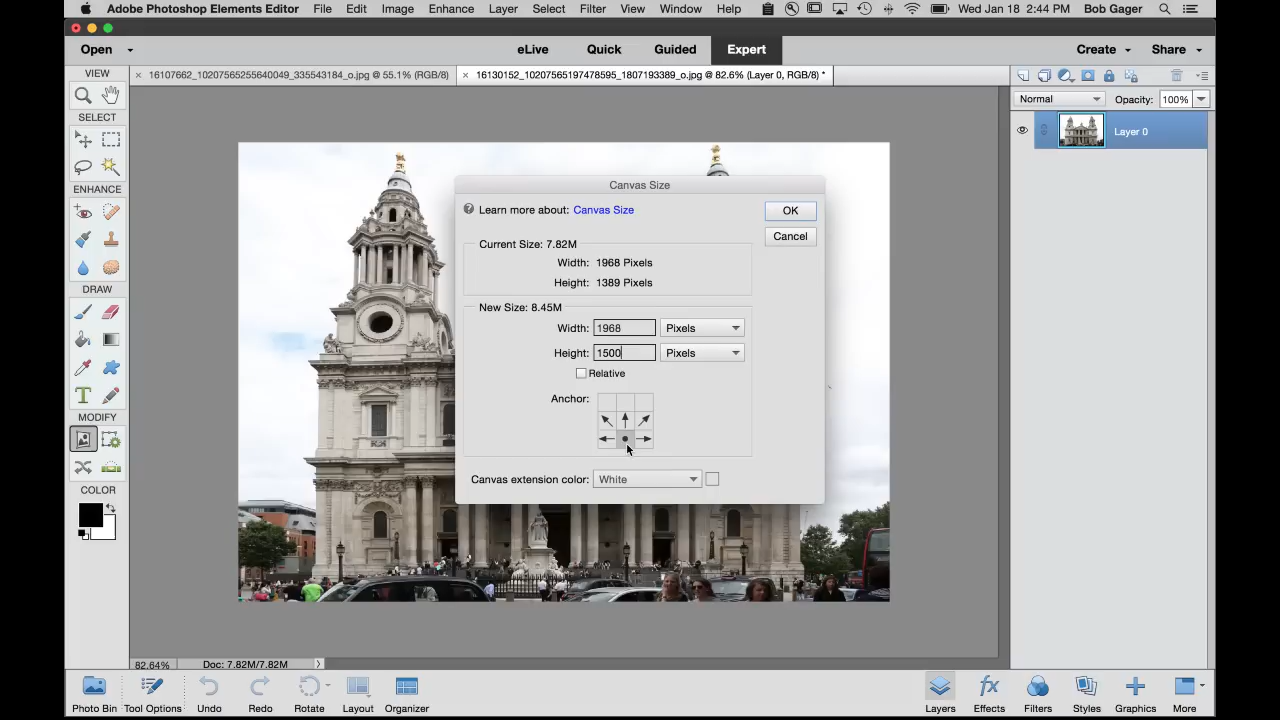 Adobe Photoshop Elements Editor File Edit Image Enhance Layer Select Filter View Window Help Wed Jan 18 2:44 PM Bob Gager
Open eLive Quick Guided Expert Create Share
× 16107662_10207565255640049_335543184_o.jpg @ 55.1% (RGB/8) × 16130152_10207565197478595_1807193389_o.jpg @ 82.6% (Layer 0, RGB/8) *
VIEW
SELECT
ENHANCE
DRAW
T
MODIFY
COLOR
Normal Opacity: 100%
Layer 0
Canvas Size
? Learn more about: Canvas Size
OK
Cancel
Current Size: 7.82M
Width: 1968 Pixels
Height: 1389 Pixels
New Size: 8.45M
Width: 1968 Pixels
Height: 1500 Pixels
Relative
Anchor:
Canvas extension color: White
82.64% Doc: 7.82M/7.82M
Photo Bin Tool Options Undo Redo Rotate Layout Organizer Layers Effects Filters Styles Graphics More